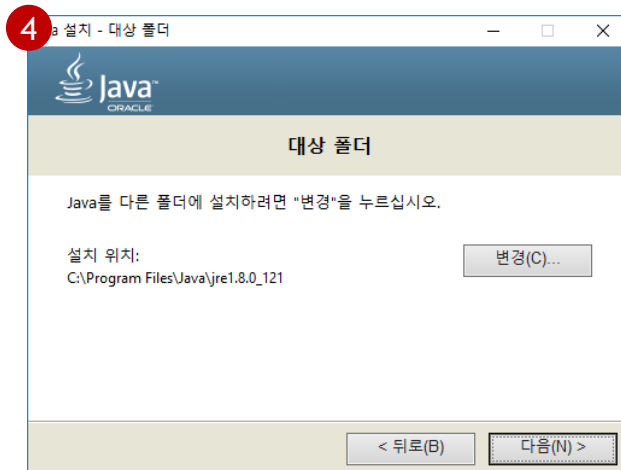 4
a 설치 - 대상 폴더
Java™
ORACLE
대상 폴더
Java를 다른 폴더에 설치하려면 "변경"을 누르십시오.
설치 위치:
변경(C)...
C:\Program Files\Java\jre1.8.0_121
< 뒤로(B)
다음(N) >